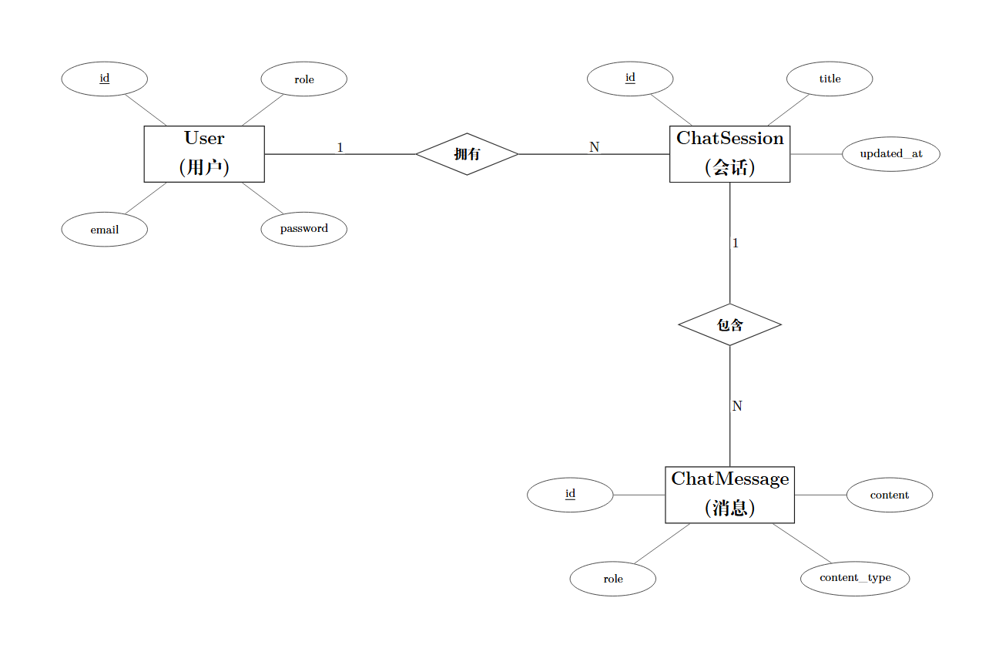 id
role
id
title
User
(用户)
1
拥有
N
ChatSession
(会话)
updated_at
email
password
1
包含
N
ChatMessage
(消息)
id
content
role
content_type